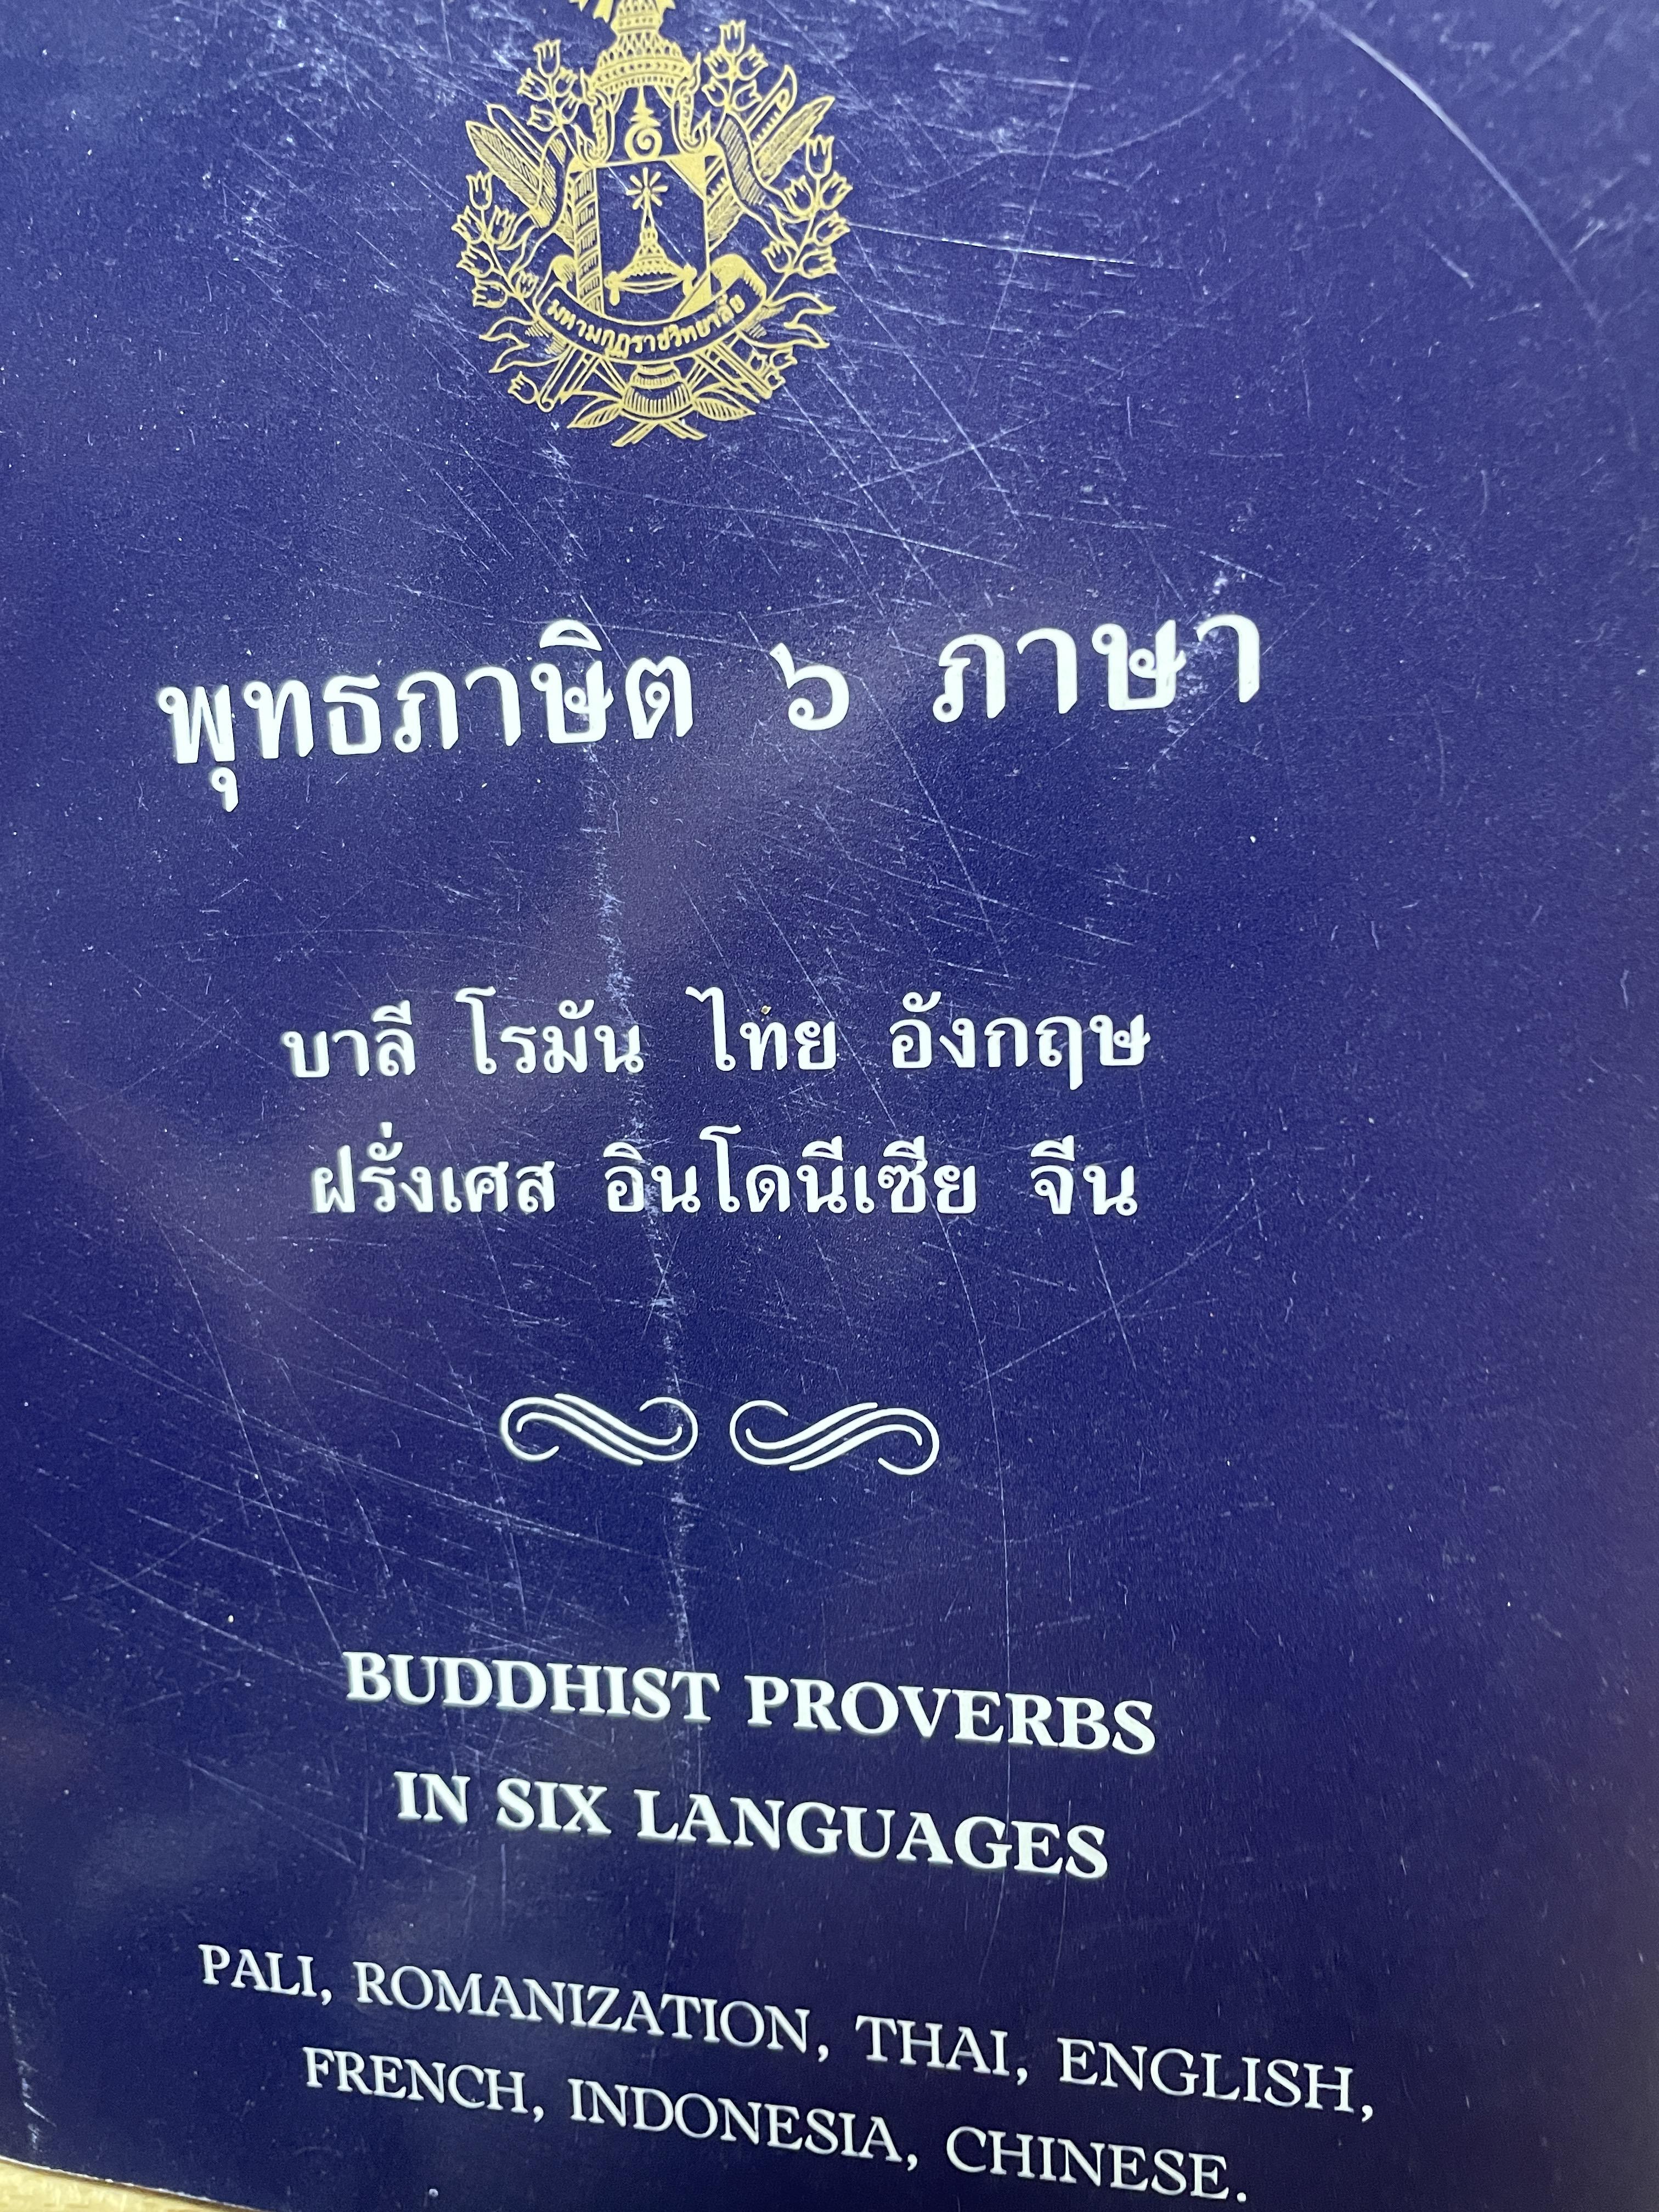 มหามกุฏราชวิทยาลัย
พุทธภาษิต ๖ ภาษา
บาลี โรมัน ไทย อังกฤษ
ฝรั่งเศส อินโดนีเซีย จีน
BUDDHIST PROVERBS
IN SIX LANGUAGES
PALI, ROMANIZATION, THAI, ENGLISH,
FRENCH, INDONESIA, CHINESE.